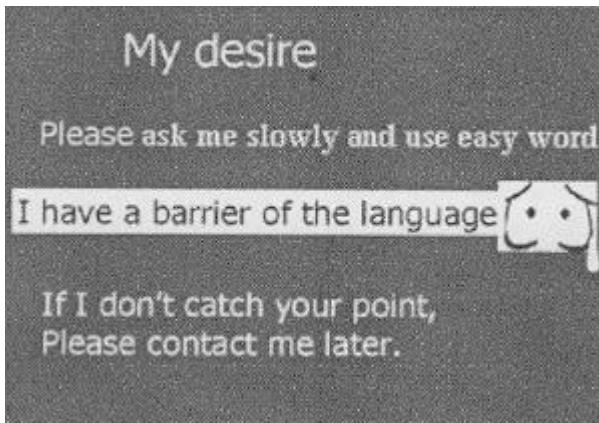 My desire
Please ask me slowly and use easy word
I have a barrier of the language
If I don't catch your point,
Please contact me later.